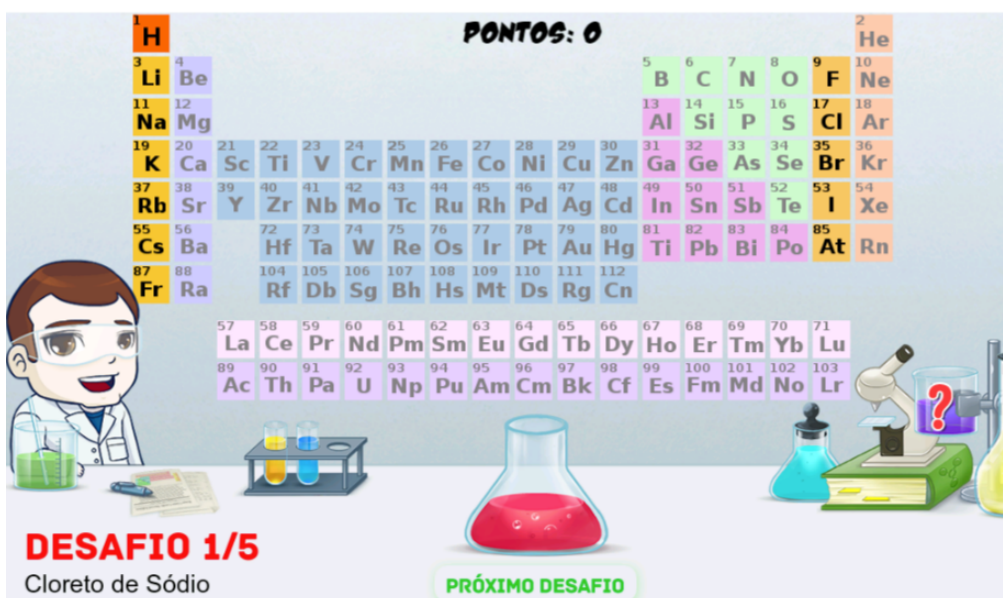 PONTOS: 0
1 2
H He
3 4 5 6 7 8 9 10
Li Be B C N O F Ne
11 12 13 14 15 16 17 18
Na Mg Al Si P S Cl Ar
19 20 21 22 23 24 25 26 27 28 29 30 31 32 33 34 35 36
K Ca Sc Ti V Cr Mn Fe Co Ni Cu Zn Ga Ge As Se Br Kr
37 38 39 40 41 42 43 44 45 46 47 48 49 50 51 52 53 54
Rb Sr Y Zr Nb Mo Tc Ru Rh Pd Ag Cd In Sn Sb Te I Xe
55 56 72 73 74 75 76 77 78 79 80 81 82 83 84 85
Cs Ba Hf Ta W Re Os Ir Pt Au Hg Ti Pb Bi Po At Rn
87 88 104 105 106 107 108 109 110 111 112
Fr Ra Rf Db Sg Bh Hs Mt Ds Rg Cn
57 58 59 60 61 62 63 64 65 66 67 68 69 70 71
La Ce Pr Nd Pm Sm Eu Gd Tb Dy Ho Er Tm Yb Lu
89 90 91 92 93 94 95 96 97 98 99 100 101 102 103
Ac Th Pa U Np Pu Am Cm Bk Cf Es Fm Md No Lr
?
DESAFIO 1/5
Cloreto de Sódio
PRÓXIMO DESAFIO